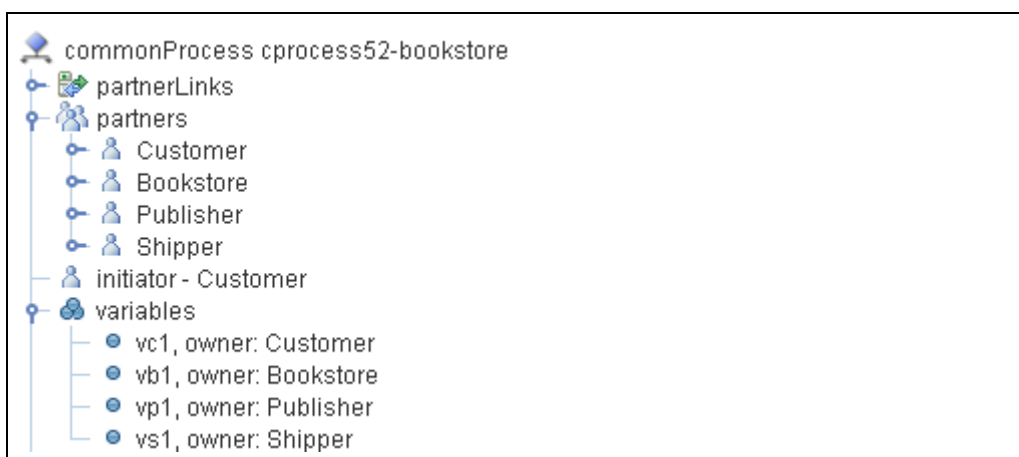 commonProcess cprocess52-bookstore
partnerLinks
partners
Customer
Bookstore
Publisher
Shipper
initiator - Customer
variables
vc1, owner: Customer
vb1, owner: Bookstore
vp1, owner: Publisher
vs1, owner: Shipper